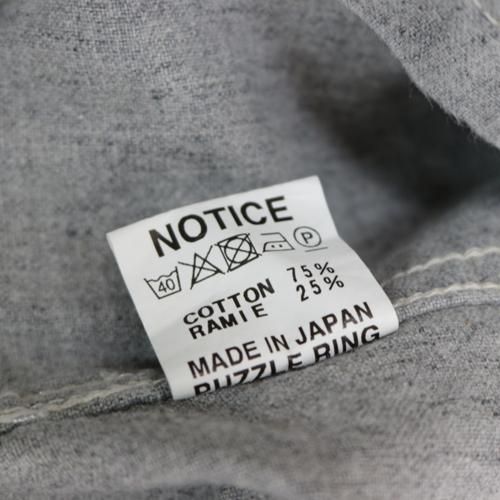 NOTICE
40 P
COTTON 75%
RAMIE 25%
MADE IN JAPAN
PUZZLE RING